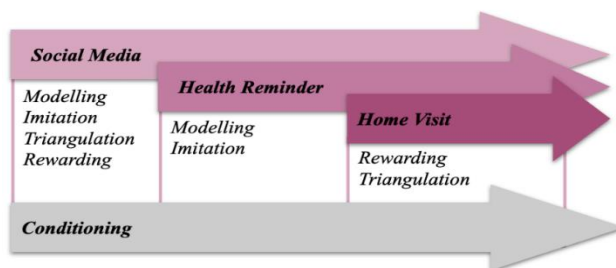 Social Media
Modelling
Imitation
Triangulation
Rewarding
Health Reminder
Modelling
Imitation
Home Visit
Rewarding
Triangulation
Conditioning